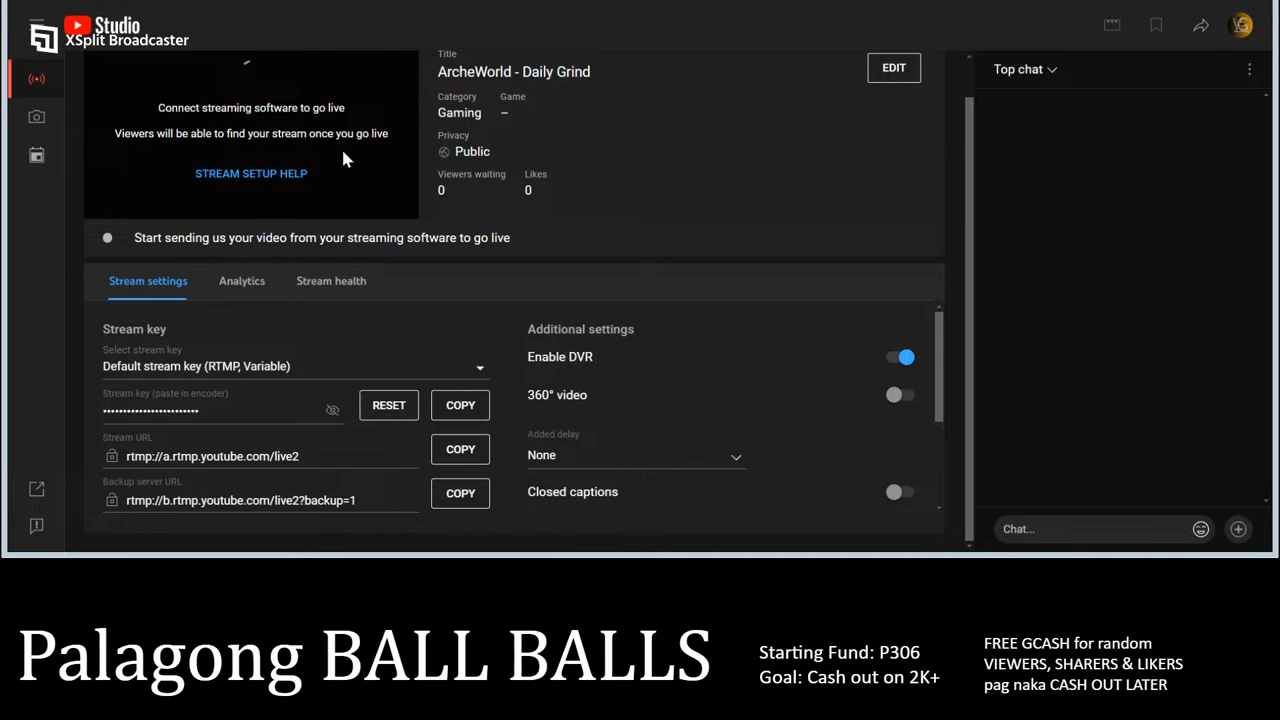 Studio
XSplit Broadcaster
Connect streaming software to go live
Viewers will be able to find your stream once you go live
STREAM SETUP HELP
Title
ArcheWorld - Daily Grind
EDIT
Category
Game
Gaming
–
Privacy
Public
Viewers waiting
Likes
0
0
Top chat
Start sending us your video from your streaming software to go live
Stream settings
Analytics
Stream health
Stream key
Select stream key
Default stream key (RTMP, Variable)
Stream key (paste in encoder)
••••••••••••••••••••••••
RESET
COPY
Stream URL
rtmp://a.rtmp.youtube.com/live2
COPY
Backup server URL
rtmp://b.rtmp.youtube.com/live2?backup=1
COPY
Additional settings
Enable DVR
360° video
Added delay
None
Closed captions
Chat...
Palagong BALL BALLS
Starting Fund: P306
Goal: Cash out on 2K+
FREE GCASH for random
VIEWERS, SHARERS & LIKERS
pag naka CASH OUT LATER